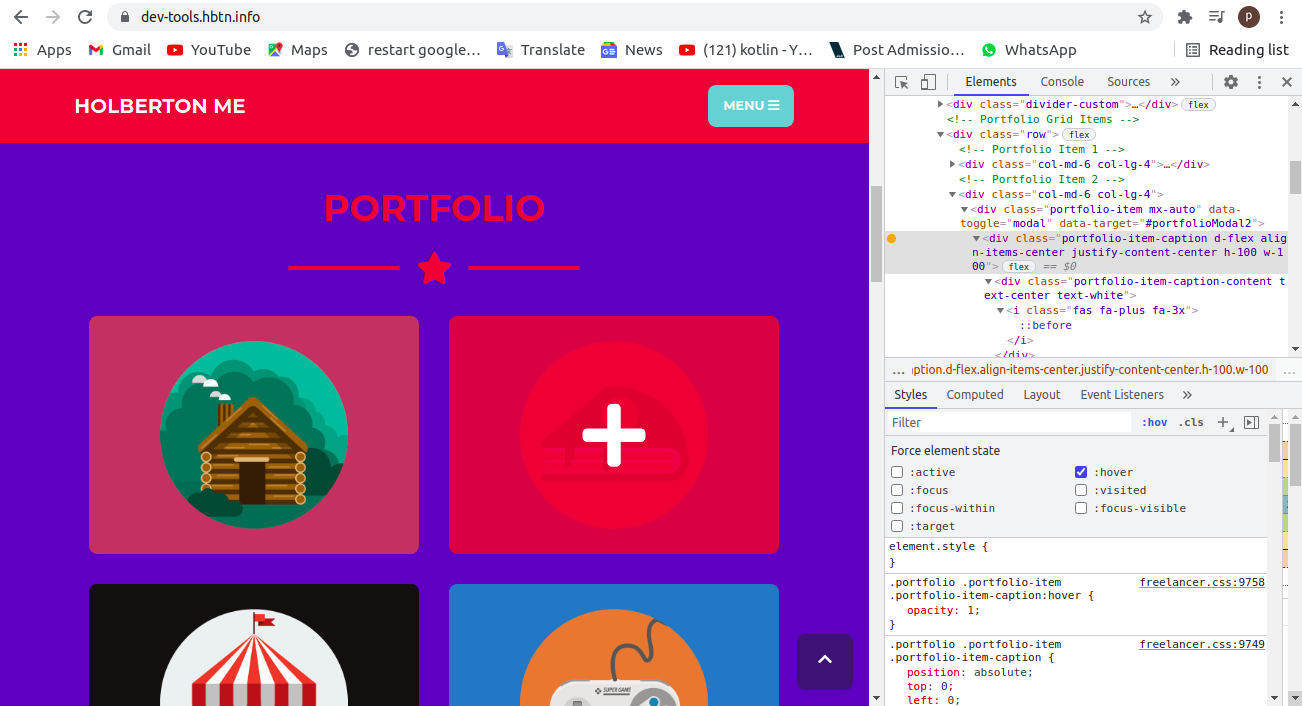 dev-tools.hbtn.info
P
Apps Gmail YouTube Maps restart google… Translate News (121) kotlin - Y… Post Admissio… WhatsApp Reading list
HOLBERTON ME
MENU
PORTFOLIO
SUPER GAME
Elements Console Sources »
<div class="divider-custom">…</div> flex
<!-- Portfolio Grid Items -->
<div class="row"> flex
<!-- Portfolio Item 1 -->
<div class="col-md-6 col-lg-4">…</div>
<!-- Portfolio Item 2 -->
<div class="col-md-6 col-lg-4">
<div class="portfolio-item mx-auto" data-
toggle="modal" data-target="#portfolioModal2">
<div class="portfolio-item-caption d-flex alig
n-items-center justify-content-center h-100 w-1
00"> flex == $0
<div class="portfolio-item-caption-content t
ext-center text-white">
<i class="fas fa-plus fa-3x">
::before
</i>
</div>
… ption.d-flex.align-items-center.justify-content-center.h-100.w-100 …
Styles Computed Layout Event Listeners »
Filter :hov .cls +
Force element state
:active :hover
:focus :visited
:focus-within :focus-visible
:target
element.style {
}
.portfolio .portfolio-item freelancer.css:9758
.portfolio-item-caption:hover {
opacity: 1;
}
.portfolio .portfolio-item freelancer.css:9749
.portfolio-item-caption {
position: absolute;
top: 0;
left: 0;